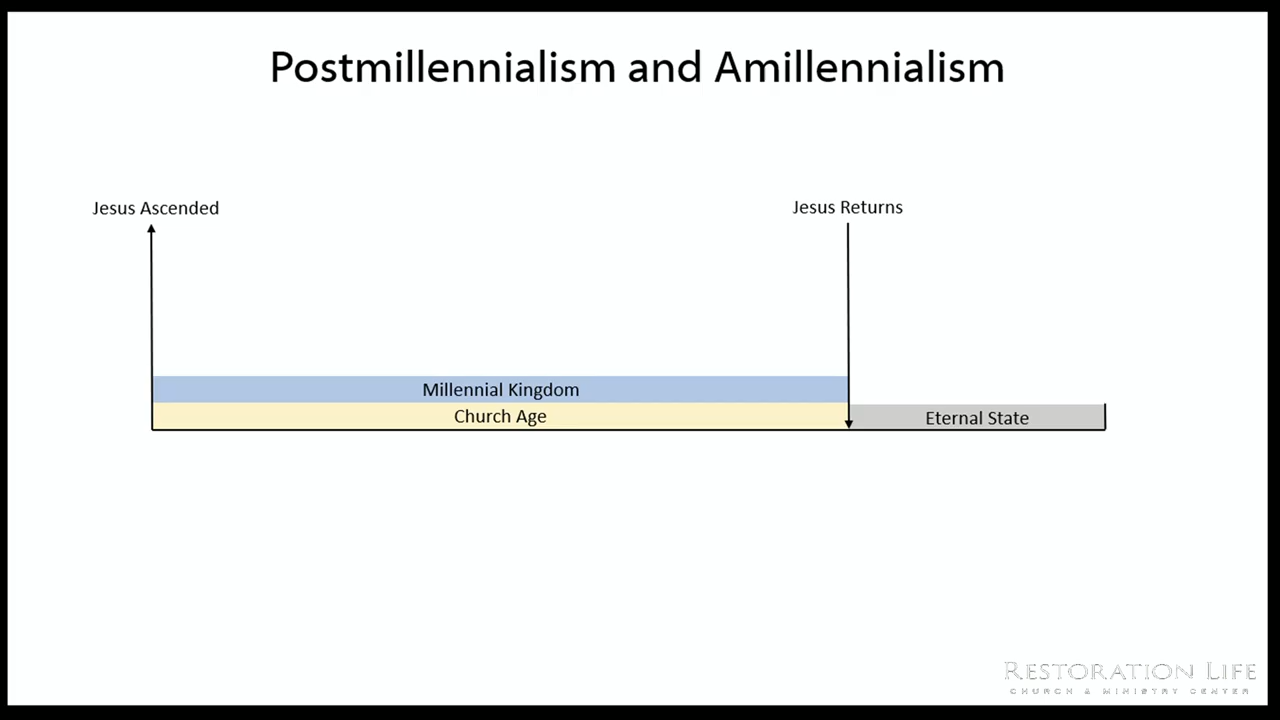 Postmillennialism and Amillennialism
Jesus Ascended
Jesus Returns
Millennial Kingdom
Church Age
Eternal State
RESTORATION LIFE
CHURCH & MINISTRY CENTER